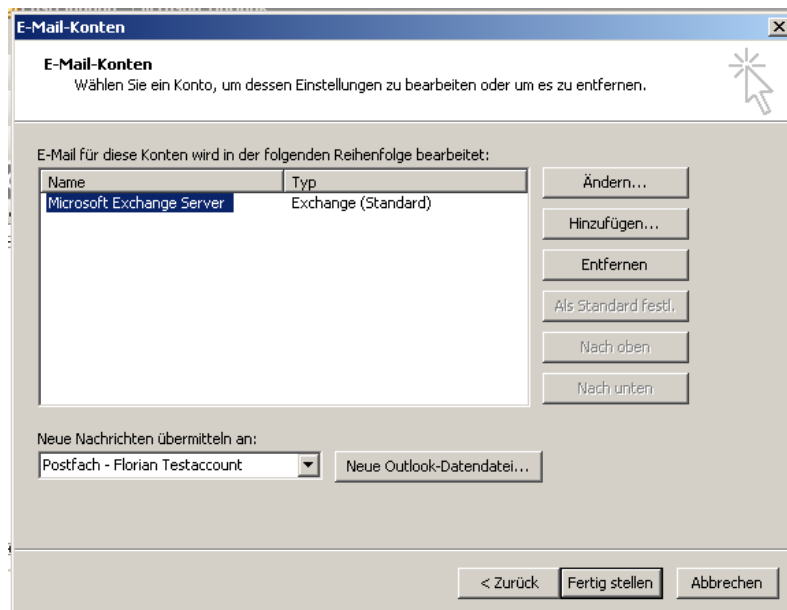 E-Mail-Konten
E-Mail-Konten
Wählen Sie ein Konto, um dessen Einstellungen zu bearbeiten oder um es zu entfernen.
E-Mail für diese Konten wird in der folgenden Reihenfolge bearbeitet:
Name Typ
Microsoft Exchange Server Exchange (Standard)
Ändern...
Hinzufügen...
Entfernen
Als Standard festl.
Nach oben
Nach unten
Neue Nachrichten übermitteln an:
Postfach - Florian Testaccount
Neue Outlook-Datendatei...
< Zurück
Fertig stellen
Abbrechen